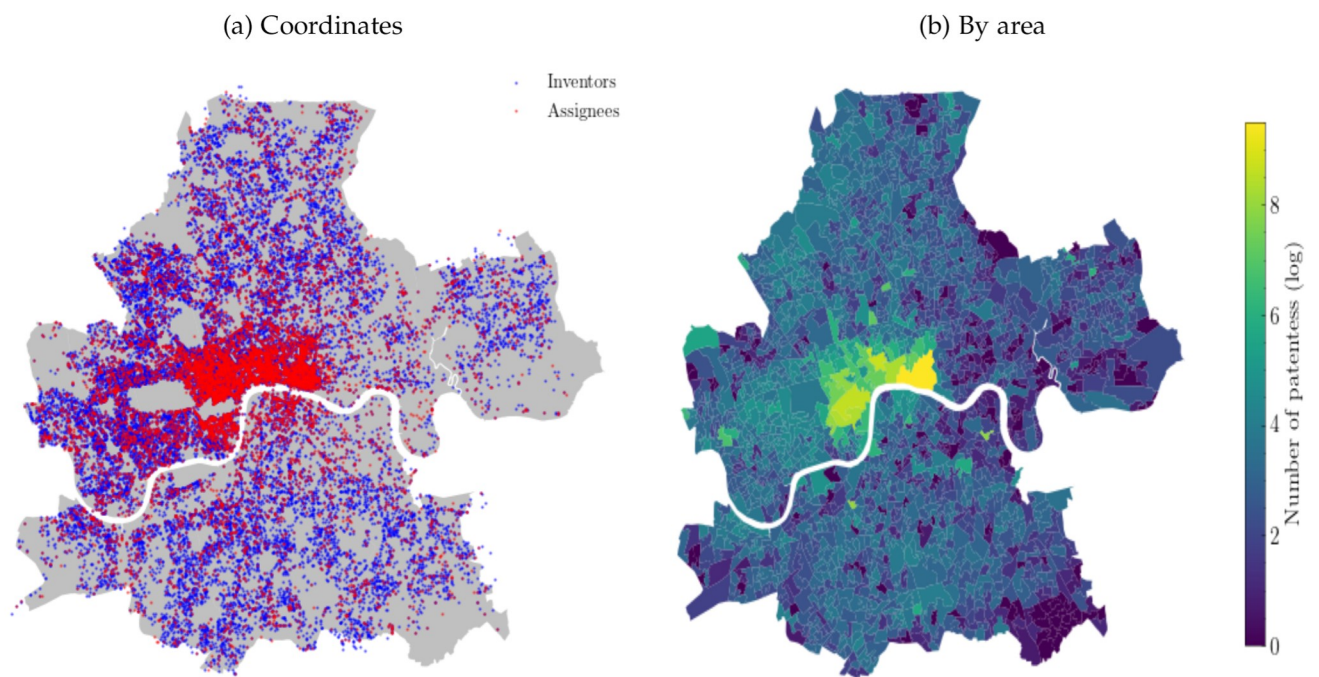 (a) Coordinates
(b) By area
Inventors
Assignees
8
6
4
2
0
Number of patentess (log)